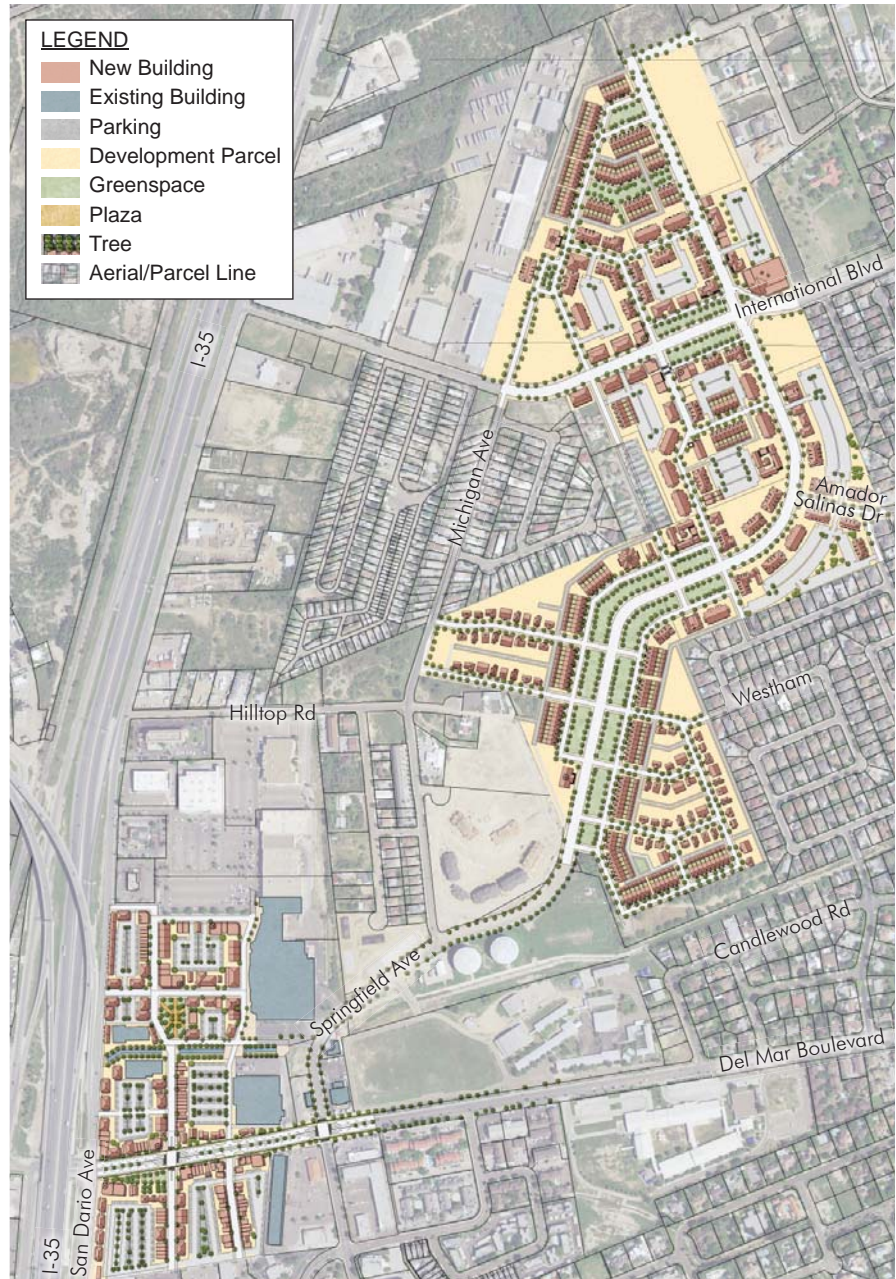 LEGEND
New Building
Existing Building
Parking
Development Parcel
Greenspace
Plaza
Tree
Aerial/Parcel Line
I-35
International Blvd
Michigan Ave
Amador
Salinas Dr
Westham
Hilltop Rd
Candlewood Rd
Springfield Ave
Del Mar Boulevard
San Dario Ave
I-35